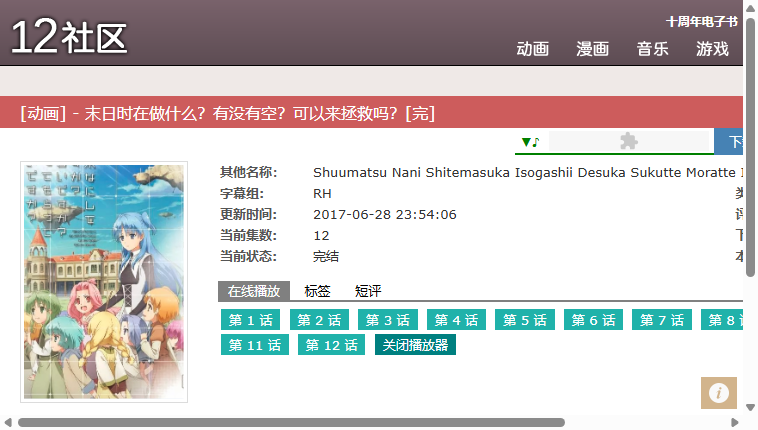 十周年电子书
12社区
动画 漫画 音乐 游戏
[动画] - 末日时在做什么？有没有空？可以来拯救吗？[完]
▼♪
其他名称: Shuumatsu Nani Shitemasuka Isogashii Desuka Sukutte Moratte
字幕组: RH
更新时间: 2017-06-28 23:54:06
当前集数: 12
当前状态: 完结
在线播放 标签 短评
第 1 话 第 2 话 第 3 话 第 4 话 第 5 话 第 6 话 第 7 话 第 8
第 11 话 第 12 话 关闭播放器